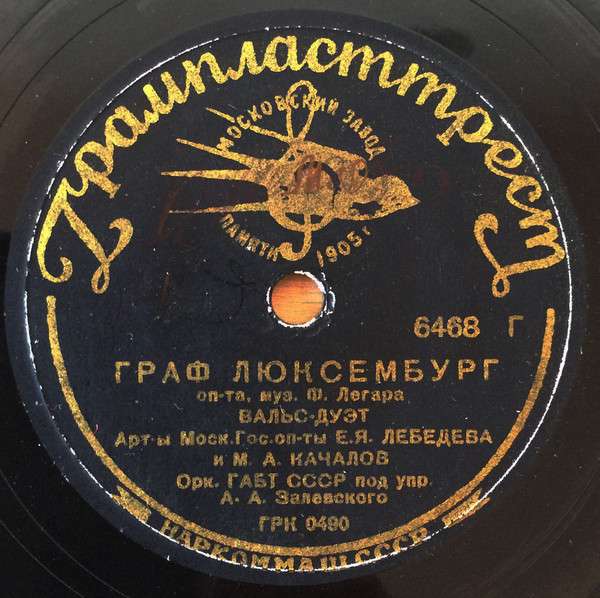 Грампласттрест
МОСКОВСКИЙ ЗАВОД
ПАМЯТИ 1905 г
6468 Г
ГРАФ ЛЮКСЕМБУРГ
оп-та, муз. Ф. Легара
ВАЛЬС-ДУЭТ
Арт-ы Моск.Гос.оп-ты Е.Я. ЛЕБЕДЕВА
и М. А. КАЧАЛОВ
Орк. ГАБТ СССР под упр.
А. А. Залевского
ГРК 0490
НАРКОММАШ СССР